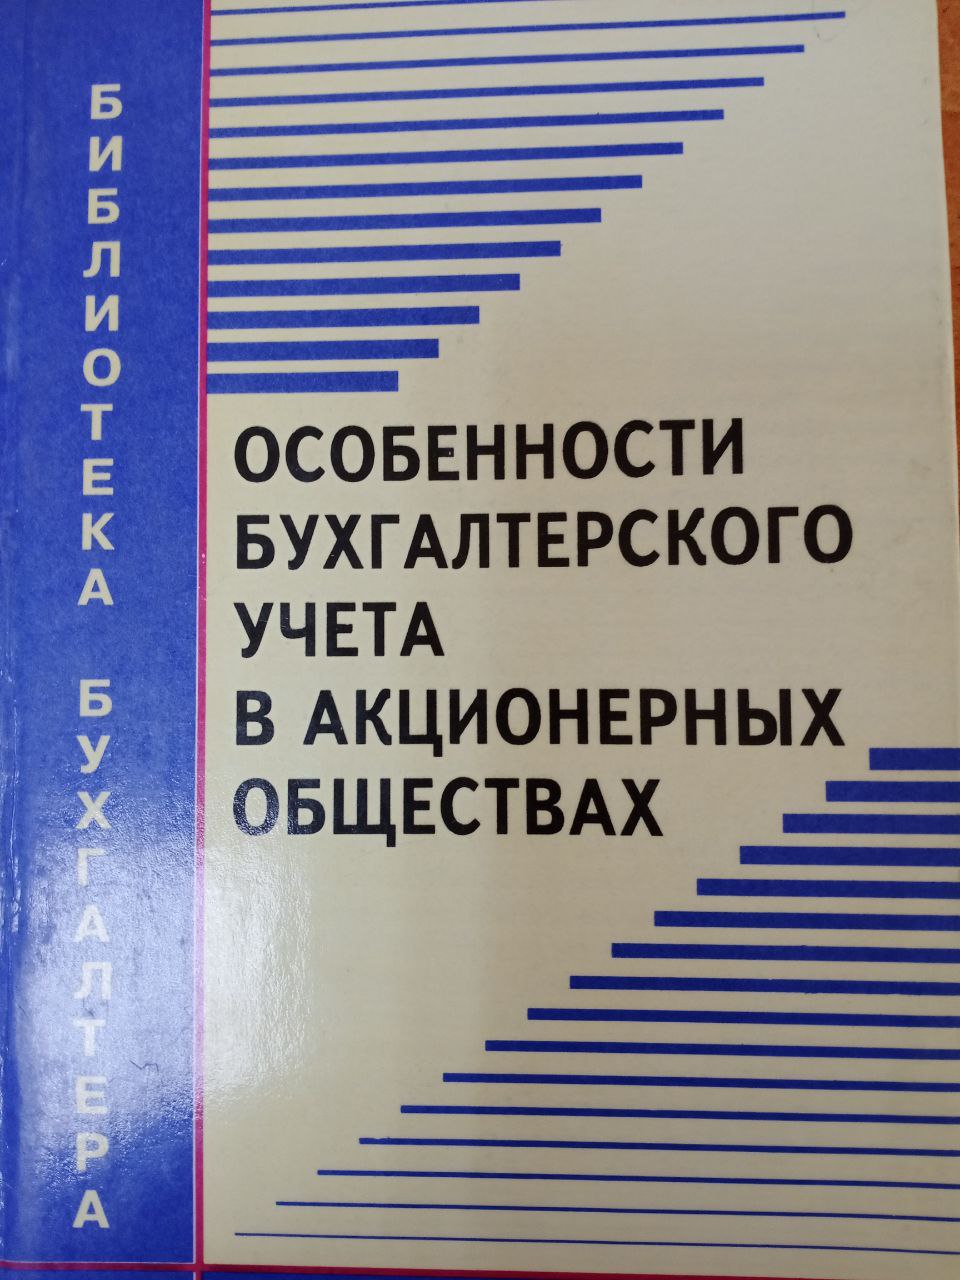 БИБЛИОТЕКА БУХГАЛТЕРА
ОСОБЕННОСТИ
БУХГАЛТЕРСКОГО
УЧЕТА
В АКЦИОНЕРНЫХ
ОБЩЕСТВАХ